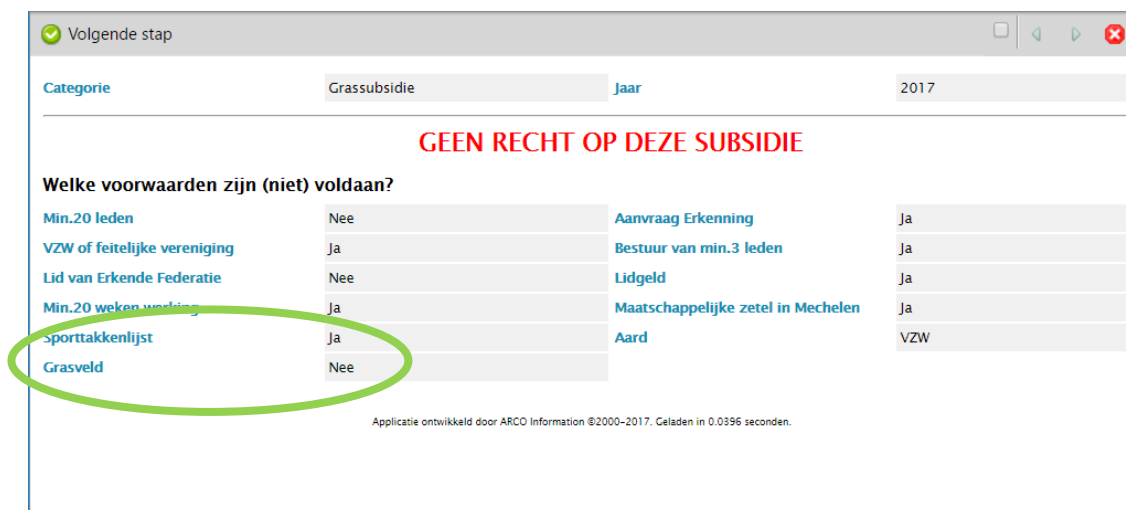 Volgende stap
Categorie Grassubsidie Jaar 2017
GEEN RECHT OP DEZE SUBSIDIE
Welke voorwaarden zijn (niet) voldaan?
Min.20 leden Nee Aanvraag Erkenning Ja
VZW of feitelijke vereniging Ja Bestuur van min.3 leden Ja
Lid van Erkende Federatie Nee Lidgeld Ja
Min.20 weken werking Ja Maatschappelijke zetel in Mechelen Ja
Sporttakkenlijst Ja Aard VZW
Grasveld Nee
Applicatie ontwikkeld door ARCO Information ©2000-2017. Geladen in 0.0396 seconden.